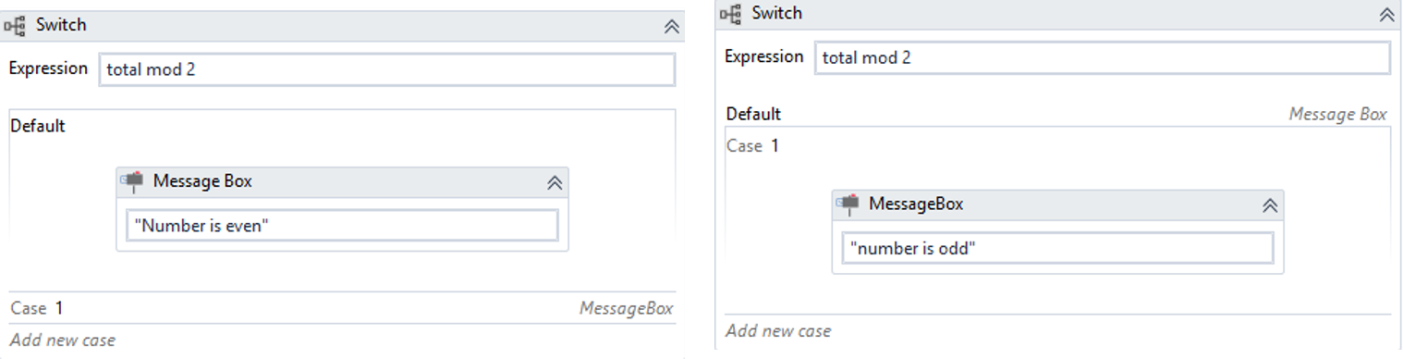 Switch
Expression total mod 2
Default
Message Box
"Number is even"
Case 1 MessageBox
Add new case
Switch
Expression total mod 2
Default Message Box
Case 1
MessageBox
"number is odd"
Add new case